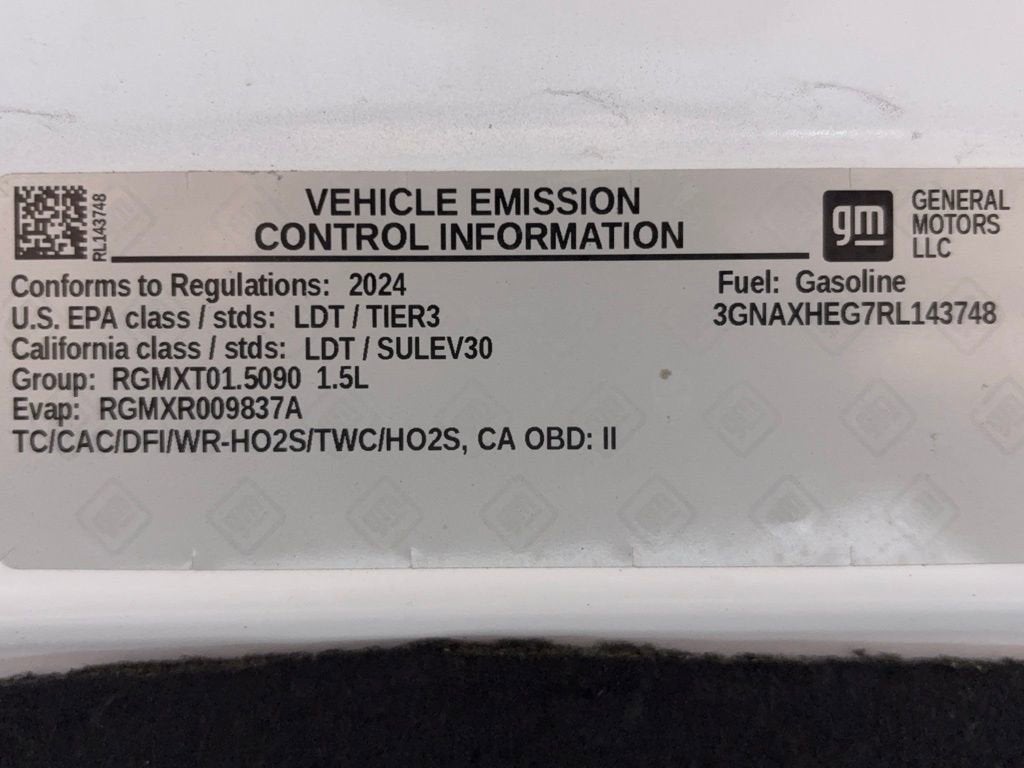 RL143748
VEHICLE EMISSION
CONTROL INFORMATION
gm
GENERAL
MOTORS
LLC
Conforms to Regulations: 2024
Fuel: Gasoline
U.S. EPA class / stds: LDT / TIER3
3GNAXHEG7RL143748
California class / stds: LDT / SULEV30
Group: RGMXT01.5090 1.5L
Evap: RGMXR009837A
TC/CAC/DFI/WR-HO2S/TWC/HO2S, CA OBD: II